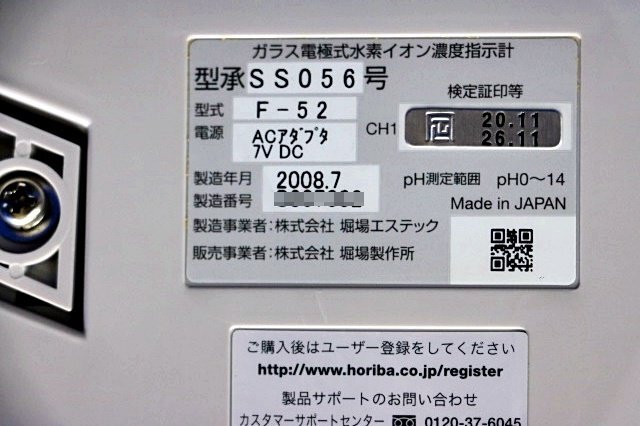 ガラス電極式水素イオン濃度指示計
型承SS056号
検定証印等
型式 F-52
電源 ACアダプタ 7V DC
CH1 20.11
26.11
製造年月 2008.7
pH測定範囲 pH0〜14
製造番号
Made in JAPAN
製造事業者:株式会社 堀場エステック
販売事業者:株式会社 堀場製作所
ご購入後はユーザー登録をしてください
http://www.horiba.co.jp/register
製品サポートのお問い合わせ
カスタマーサポートセンター 0120-37-6045